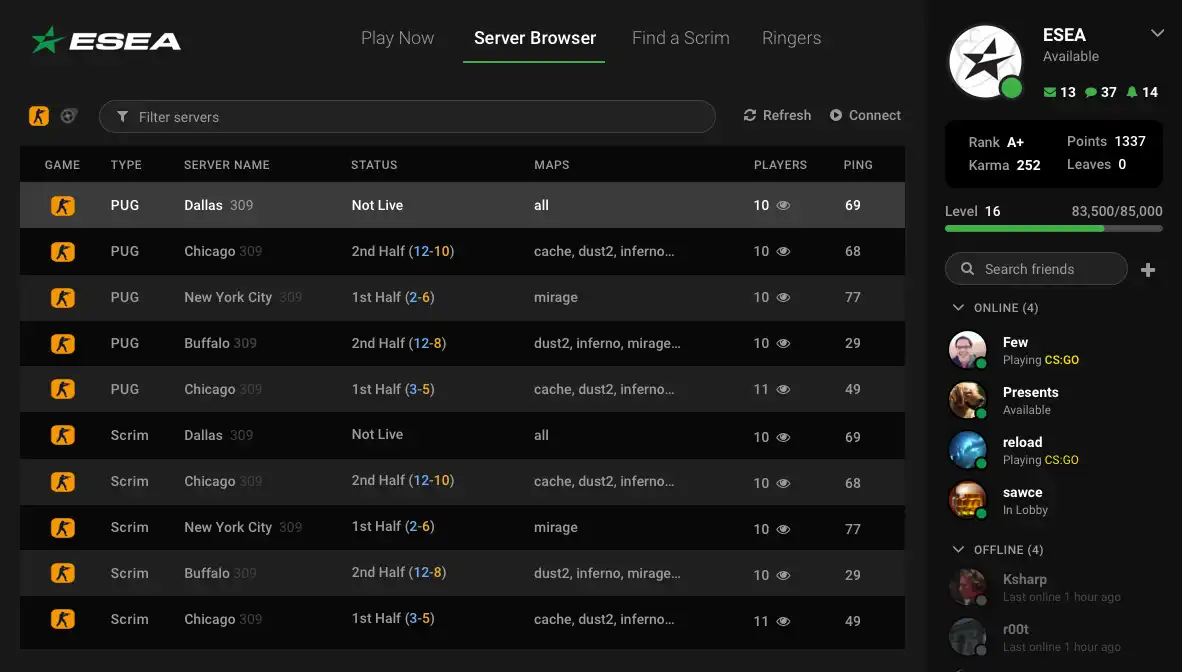 ESEA
Play Now
Server Browser
Find a Scrim
Ringers
Filter servers
Refresh
Connect
GAME TYPE SERVER NAME STATUS MAPS PLAYERS PING
PUG Dallas 309 Not Live all 10 69
PUG Chicago 309 2nd Half (12-10) cache, dust2, inferno... 10 68
PUG New York City 309 1st Half (2-6) mirage 10 77
PUG Buffalo 309 2nd Half (12-8) dust2, inferno, mirage... 10 29
PUG Chicago 309 1st Half (3-5) cache, dust2, inferno... 11 49
Scrim Dallas 309 Not Live all 10 69
Scrim Chicago 309 2nd Half (12-10) cache, dust2, inferno... 10 68
Scrim New York City 309 1st Half (2-6) mirage 10 77
Scrim Buffalo 309 2nd Half (12-8) dust2, inferno, mirage... 10 29
Scrim Chicago 309 1st Half (3-5) cache, dust2, inferno... 11 49
ESEA
Available
13 37 14
Rank A+ Points 1337
Karma 252 Leaves 0
Level 16 83,500/85,000
Search friends
ONLINE (4)
Few
Playing CS:GO
Presents
Available
reload
Playing CS:GO
sawce
In Lobby
OFFLINE (4)
Ksharp
Last online 1 hour ago
r00t
Last online 1 hour ago